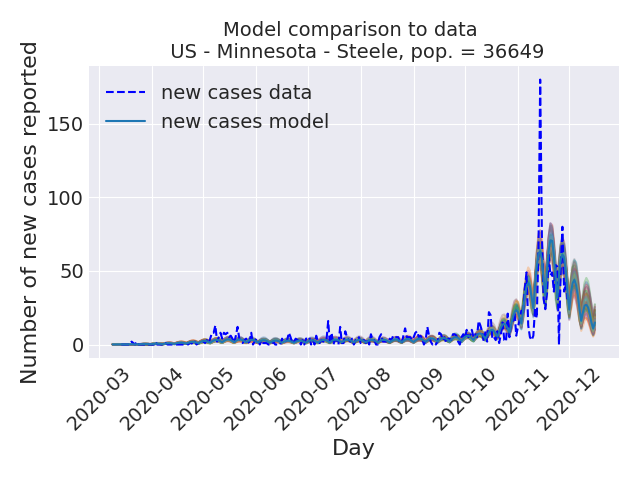 Model comparison to data
US - Minnesota - Steele, pop. = 36649
new cases data
new cases model
Number of new cases reported
150
100
50
0
2020-03
2020-04
2020-05
2020-06
2020-07
2020-08
2020-09
2020-10
2020-11
2020-12
Day